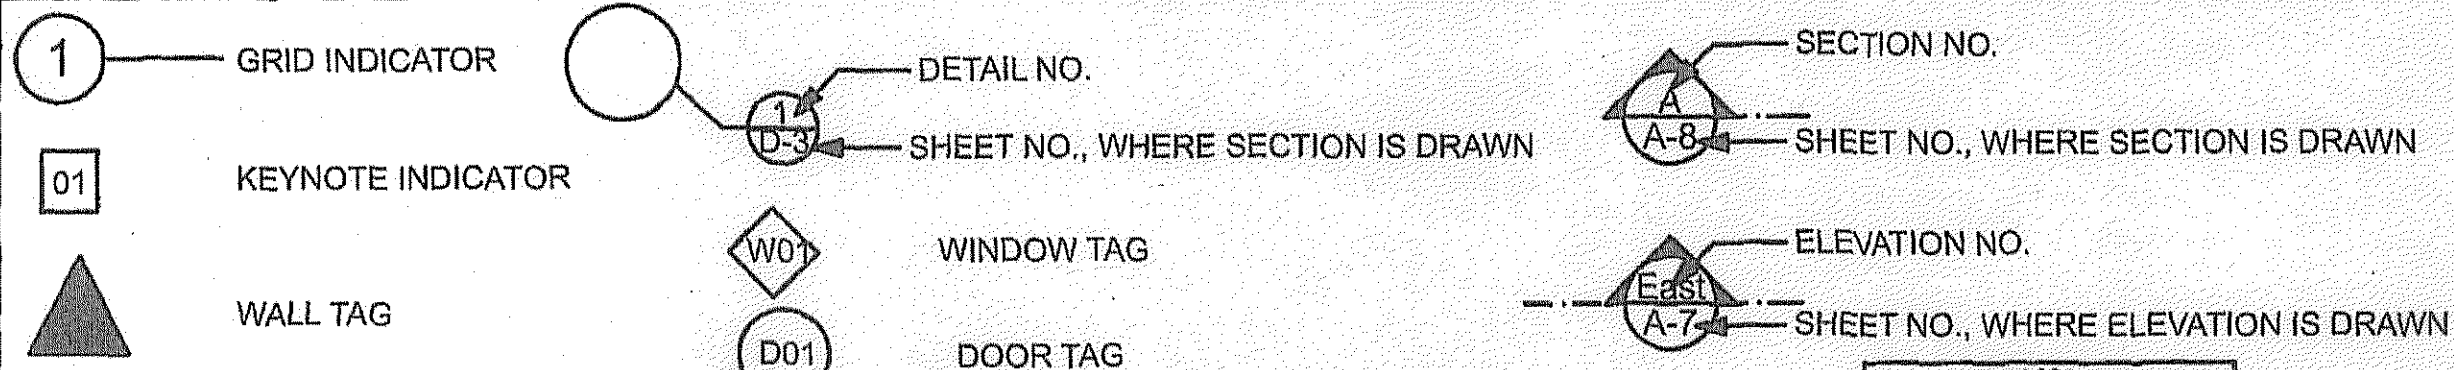 1 GRID INDICATOR
01 KEYNOTE INDICATOR
WALL TAG
DETAIL NO.
1
D-3
SHEET NO., WHERE SECTION IS DRAWN
W01 WINDOW TAG
D01 DOOR TAG
SECTION NO.
A
A-8
SHEET NO., WHERE SECTION IS DRAWN
ELEVATION NO.
East
A-7
SHEET NO., WHERE ELEVATION IS DRAWN